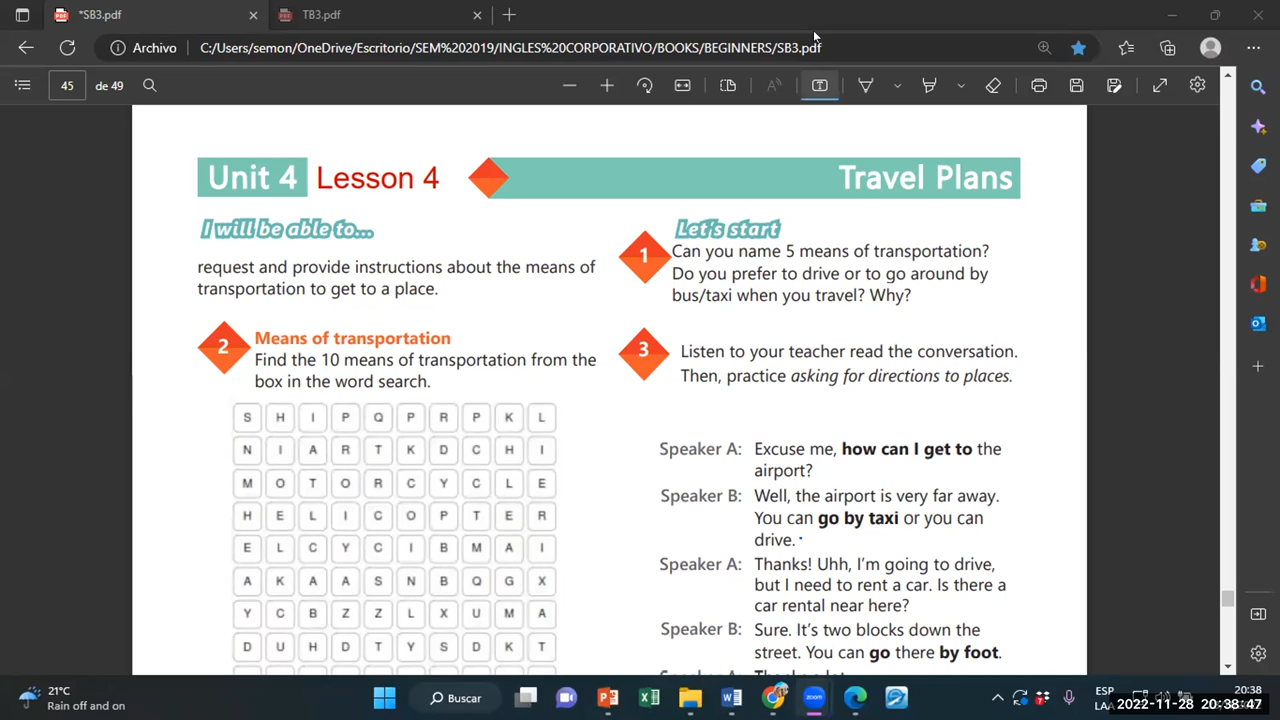 *SB3.pdf
TB3.pdf
Archivo
C:/Users/semon/OneDrive/Escritorio/SEM%202019/INGLES%20CORPORATIVO/BOOKS/BEGINNERS/SB3.pdf
45 de 49
Unit 4 Lesson 4 Travel Plans
I will be able to...
request and provide instructions about the means of
transportation to get to a place.
2 Means of transportation
Find the 10 means of transportation from the
box in the word search.
S H I P Q P R P K L
N I A R T K D C H I
M O T O R C Y C L E
H E L I C O P T E R
E L C Y C I B M A I
A K A A S N B Q G X
Y C B Z Z L X U M A
D U H D T Y S D K T
Let's start
1 Can you name 5 means of transportation?
Do you prefer to drive or to go around by
bus/taxi when you travel? Why?
3 Listen to your teacher read the conversation.
Then, practice asking for directions to places.
Speaker A: Excuse me, how can I get to the
airport?
Speaker B: Well, the airport is very far away.
You can go by taxi or you can
drive.
Speaker A: Thanks! Uhh, I'm going to drive,
but I need to rent a car. Is there a
car rental near here?
Speaker B: Sure. It's two blocks down the
street. You can go there by foot.
21°C
Rain off and on
Buscar
zoom
ESP
LAA
2022-11-28 20:38:47
20:38